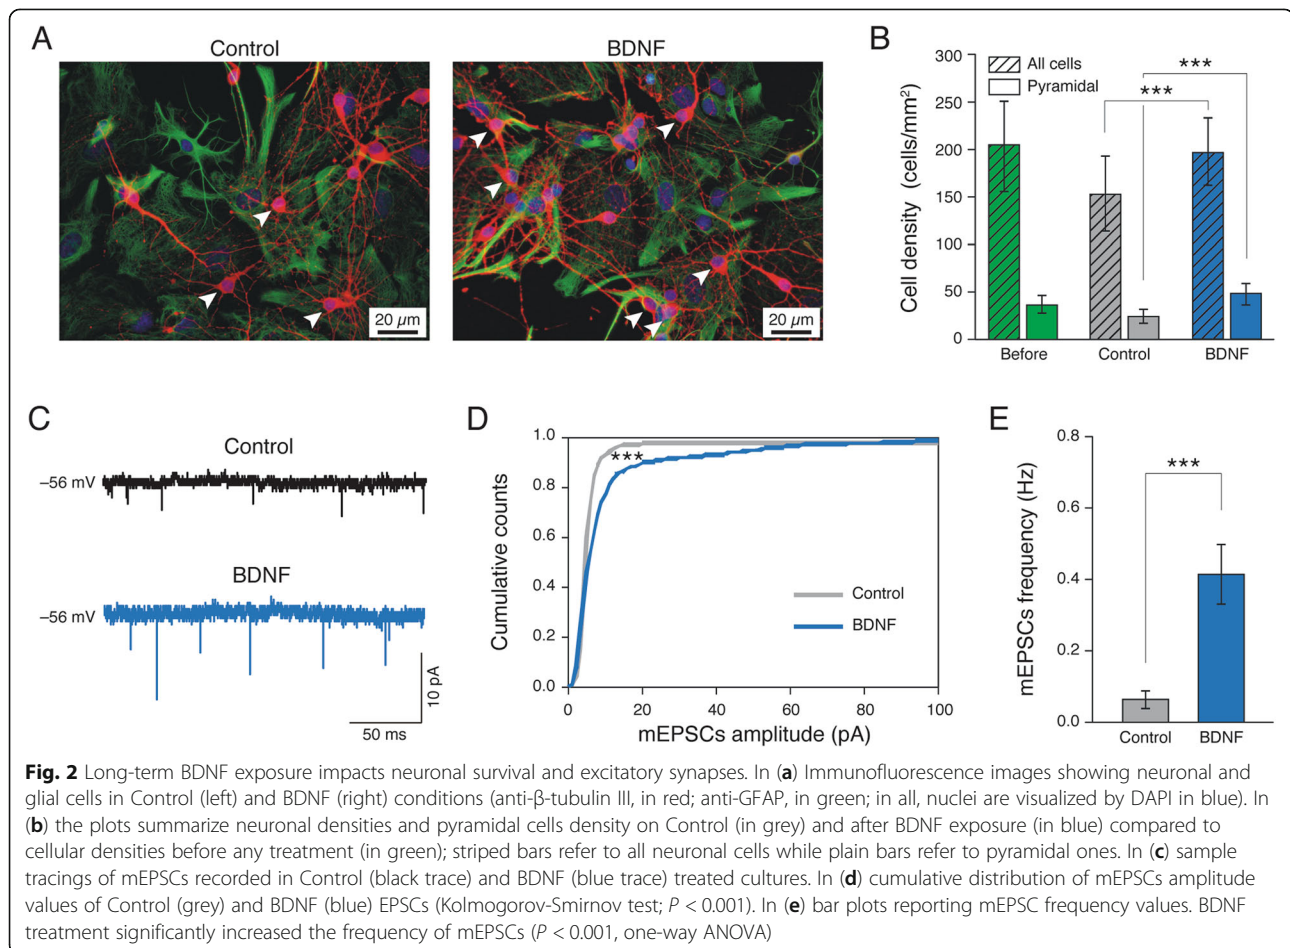 A
Control
BDNF
20 µm
20 µm
B
Cell density (cells/mm²)
300
250
200
150
100
50
0
All cells
Pyramidal
***
***
Before
Control
BDNF
C
Control
–56 mV
BDNF
–56 mV
10 pA
50 ms
D
Cumulative counts
1.0
0.8
0.6
0.4
0.2
0.0
***
Control
BDNF
0
20
40
60
80
100
mEPSCs amplitude (pA)
E
mEPSCs frequency (Hz)
0.8
0.6
0.4
0.2
0.0
***
Control
BDNF
Fig. 2 Long-term BDNF exposure impacts neuronal survival and excitatory synapses. In (a) Immunofluorescence images showing neuronal and
glial cells in Control (left) and BDNF (right) conditions (anti-β-tubulin III, in red; anti-GFAP, in green; in all, nuclei are visualized by DAPI in blue). In
(b) the plots summarize neuronal densities and pyramidal cells density on Control (in grey) and after BDNF exposure (in blue) compared to
cellular densities before any treatment (in green); striped bars refer to all neuronal cells while plain bars refer to pyramidal ones. In (c) sample
tracings of mEPSCs recorded in Control (black trace) and BDNF (blue trace) treated cultures. In (d) cumulative distribution of mEPSCs amplitude
values of Control (grey) and BDNF (blue) EPSCs (Kolmogorov-Smirnov test; P < 0.001). In (e) bar plots reporting mEPSC frequency values. BDNF
treatment significantly increased the frequency of mEPSCs (P < 0.001, one-way ANOVA)